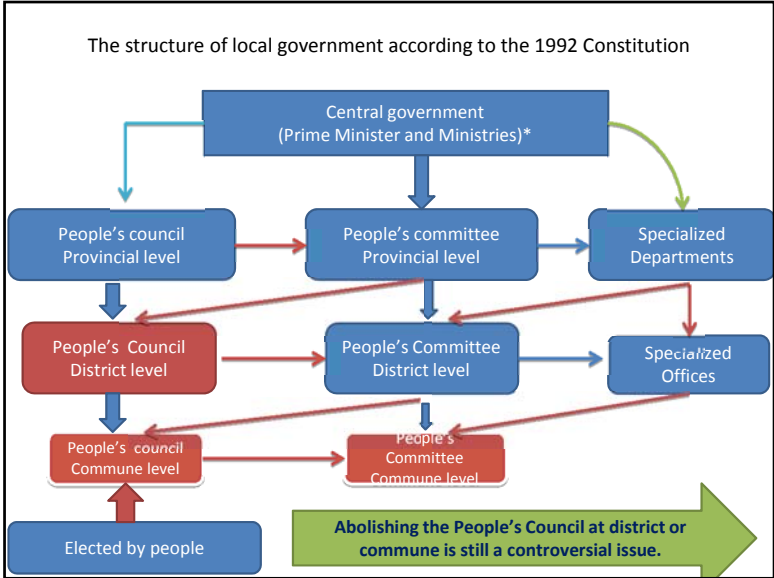 The structure of local government according to the 1992 Constitution
Central government
(Prime Minister and Ministries)*
People's council
Provincial level
People's committee
Provincial level
Specialized
Departments
People's Council
District level
People's Committee
District level
Specialized
Offices
People's council
Commune level
People's
Committee
Commune level
Elected by people
Abolishing the People's Council at district or
commune is still a controversial issue.